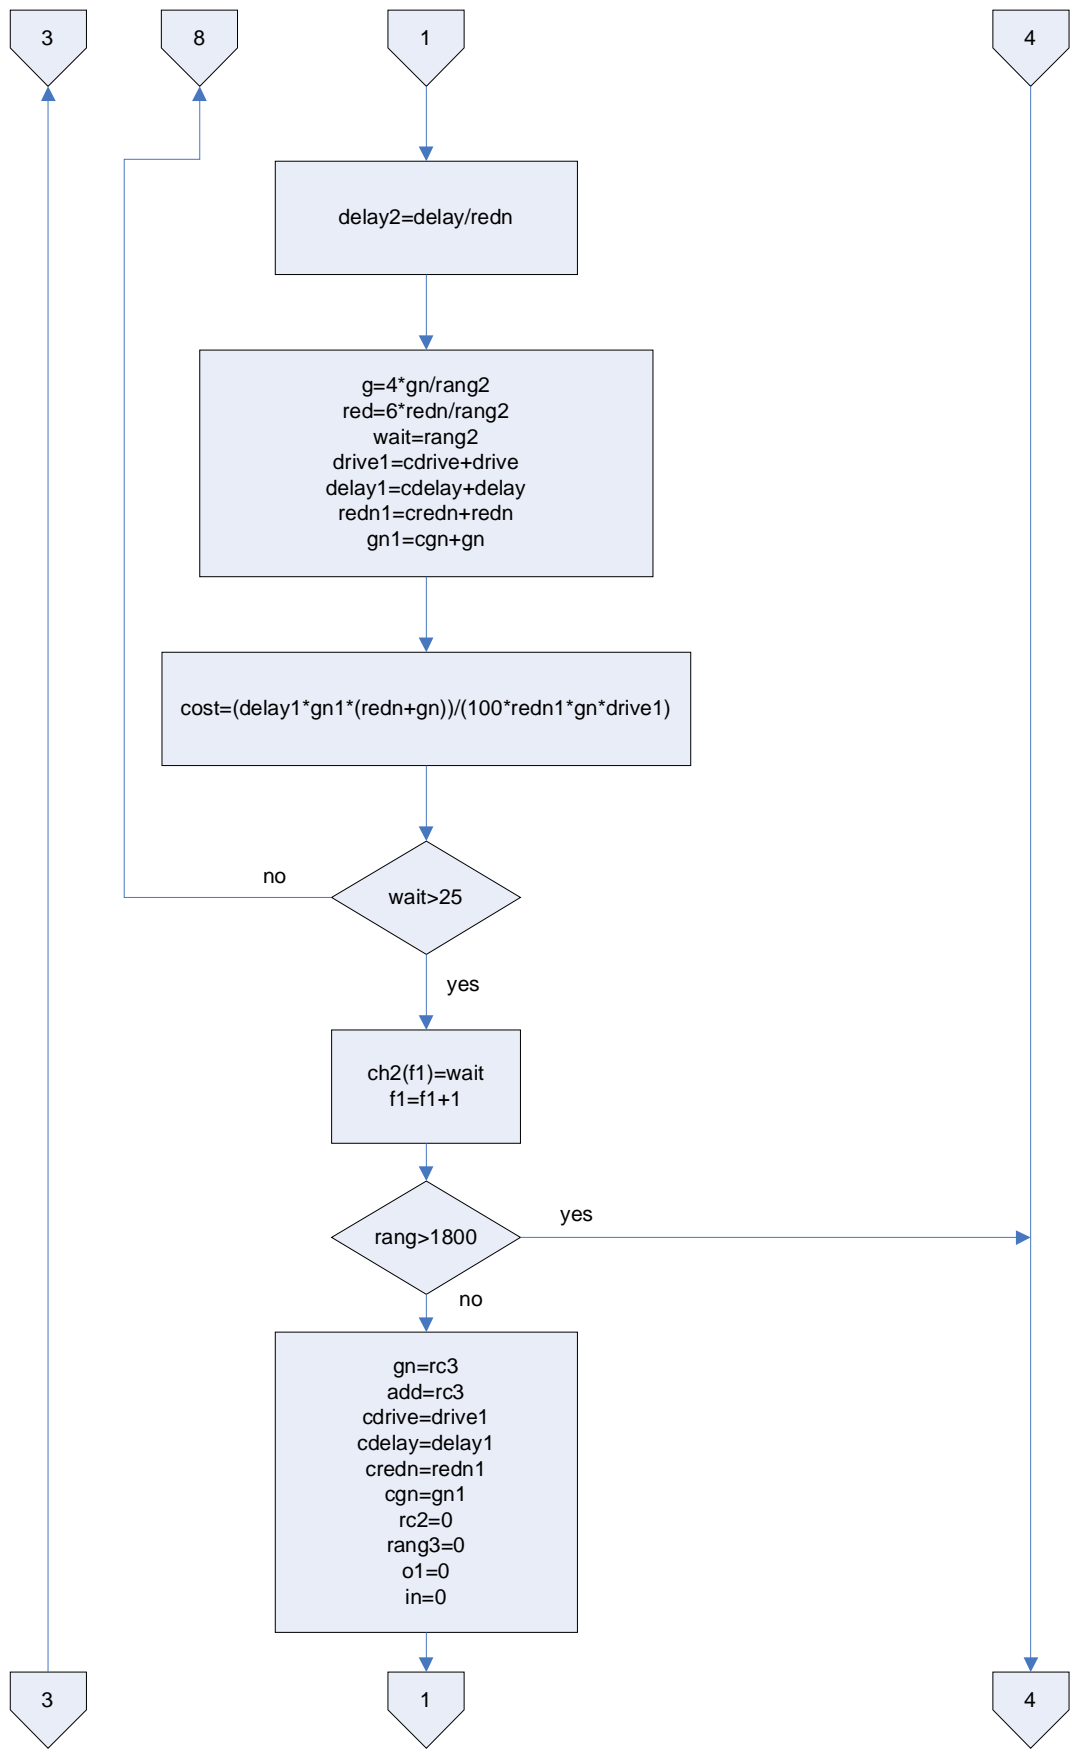 3
8
1
4
delay2=delay/redn
g=4*gn/rang2
red=6*redn/rang2
wait=rang2
drive1=cdrive+drive
delay1=cdelay+delay
redn1=credn+redn
gn1=cgn+gn
cost=(delay1*gn1*(redn+gn))/(100*redn1*gn*drive1)
no
wait>25
yes
ch2(f1)=wait
f1=f1+1
yes
rang>1800
no
gn=rc3
add=rc3
cdrive=drive1
cdelay=delay1
credn=redn1
cgn=gn1
rc2=0
rang3=0
o1=0
in=0
3
1
4